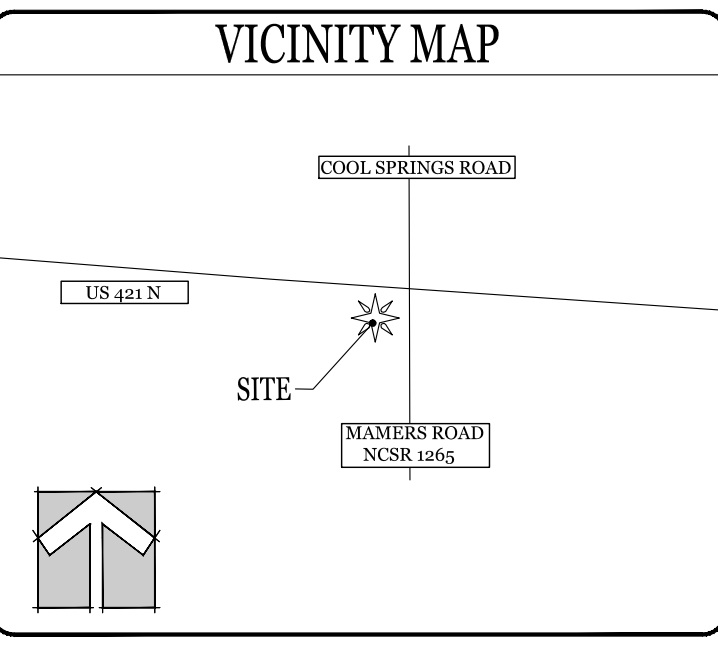 VICINITY MAP
COOL SPRINGS ROAD
US 421 N
SITE
MAMERS ROAD
NCSR 1265